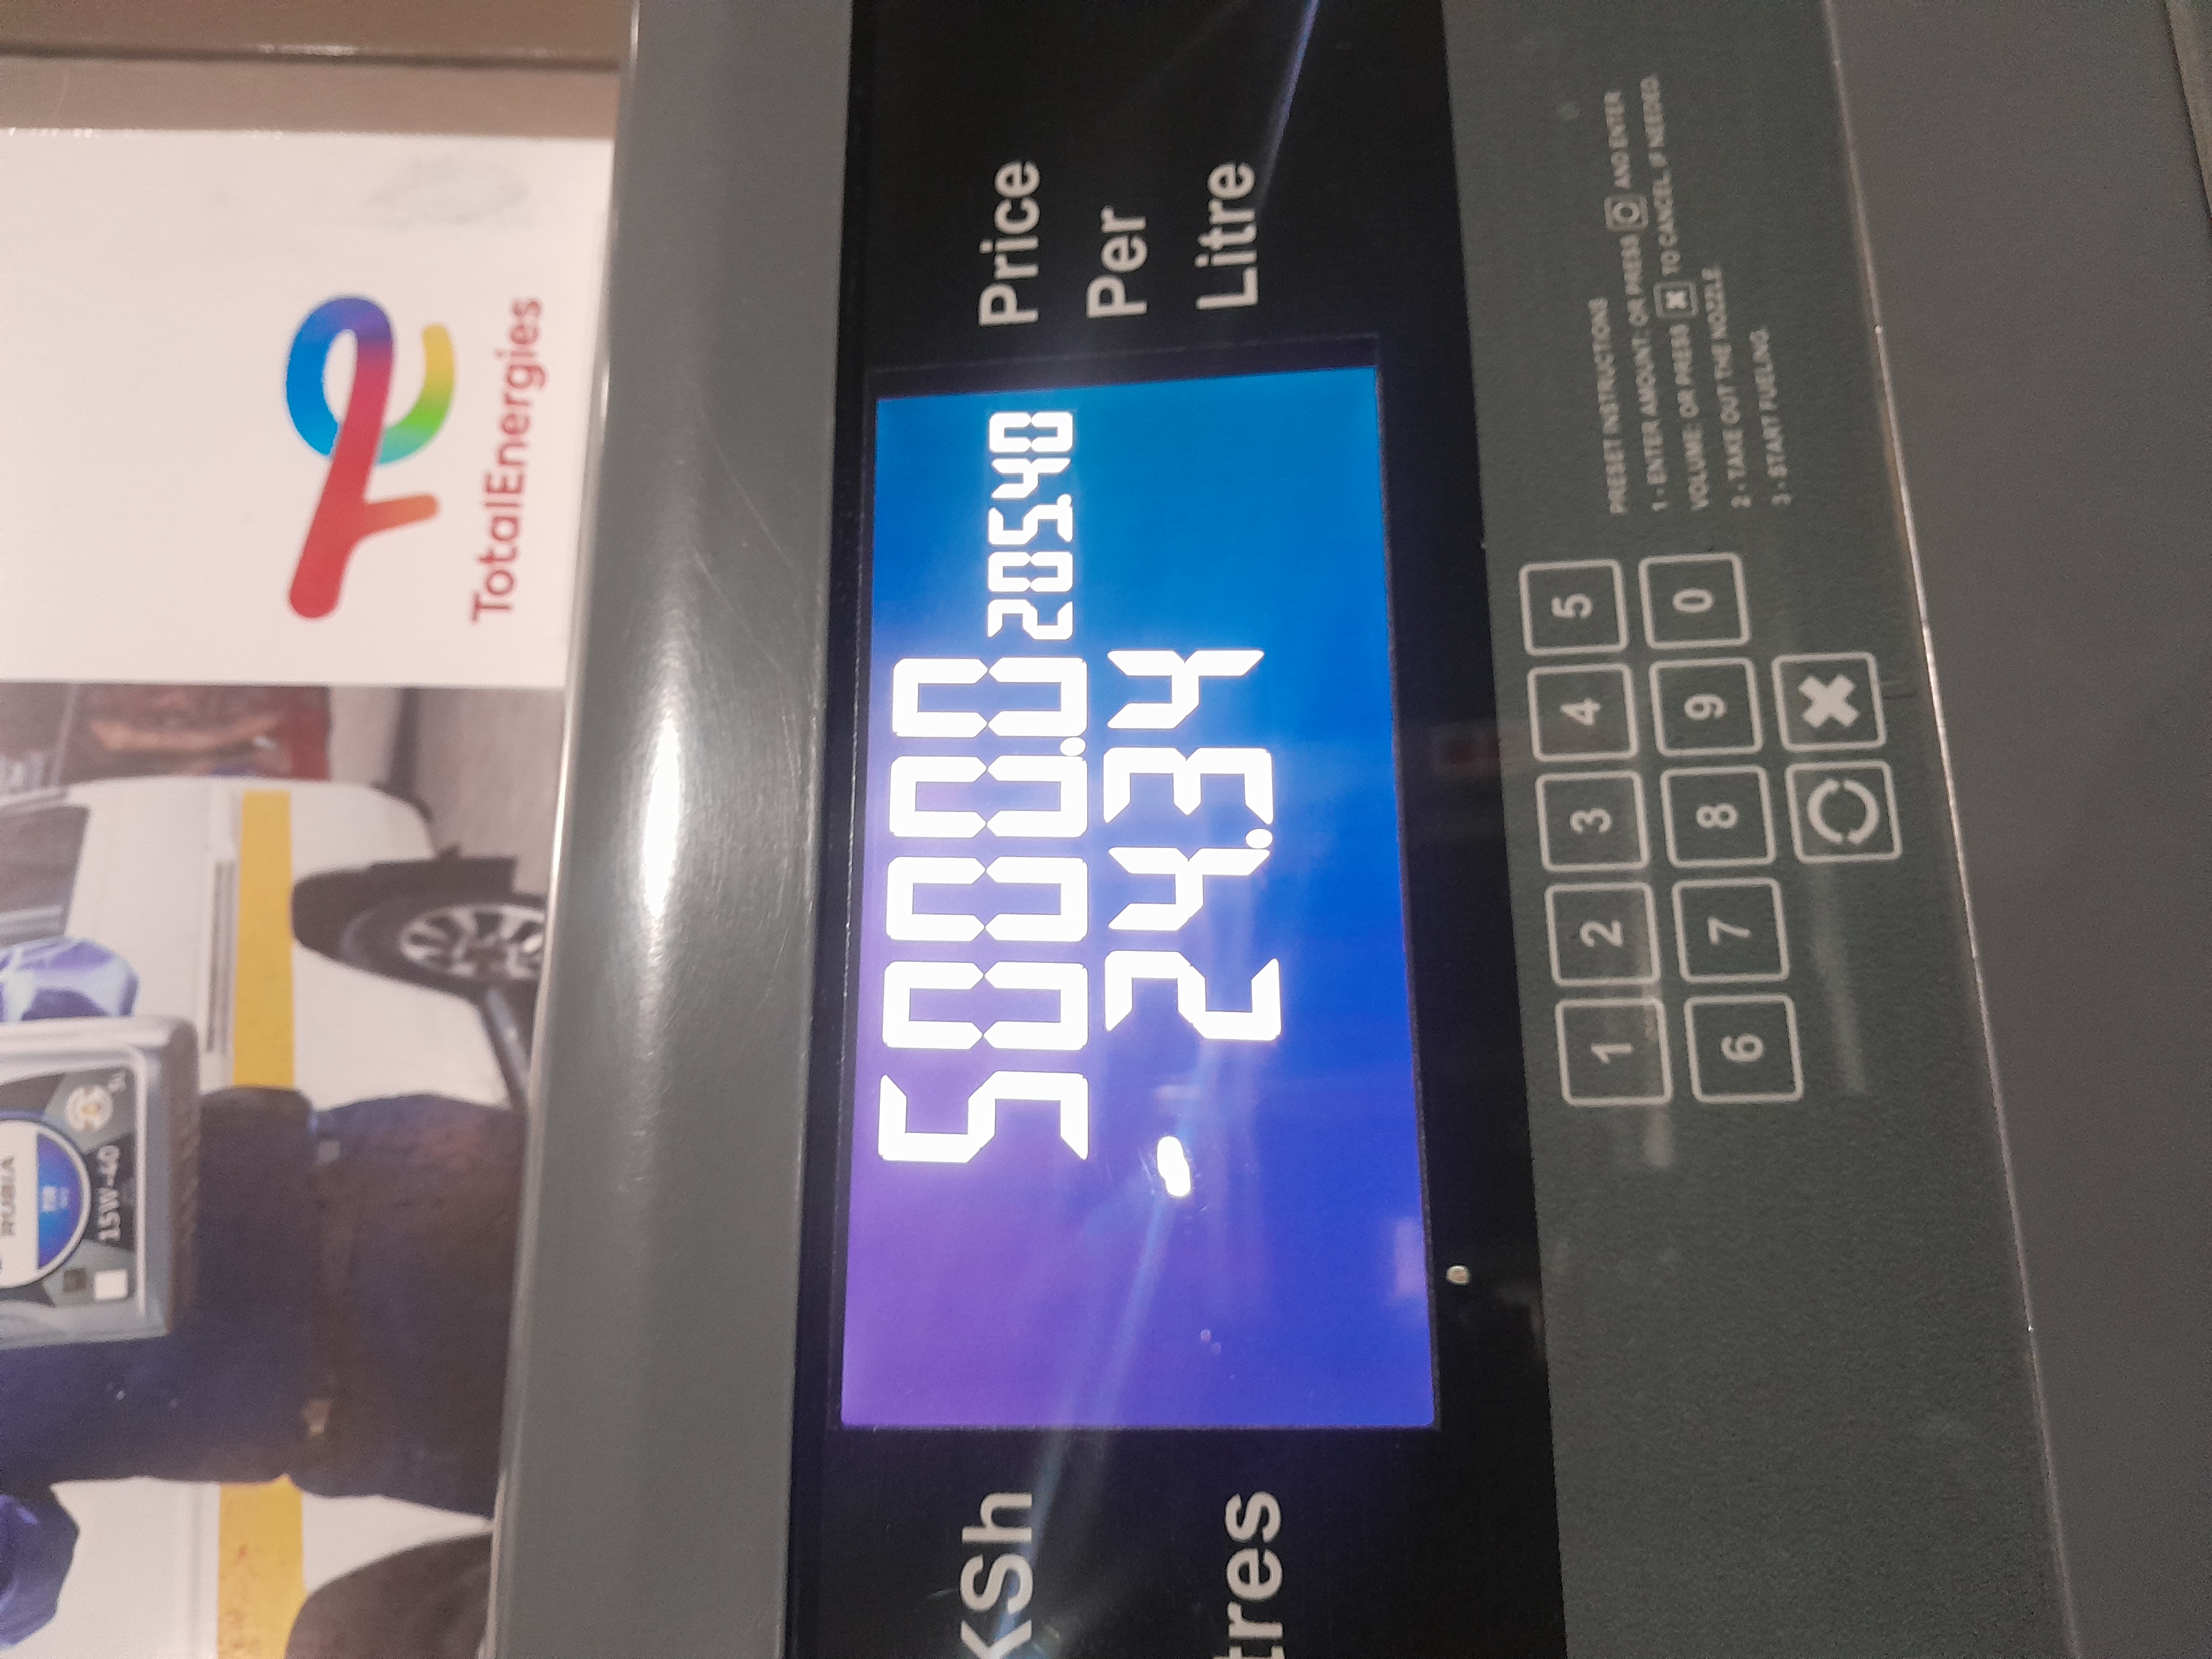 TotalEnergies
RUBIA
15W-40
KSh
5000.0
205.40
Price
Per
Litre
tres
24.34
1 2 3 4 5
6 7 8 9 0
PRESET INSTRUCTIONS
1 - ENTER AMOUNT: OR PRESS AND ENTER
VOLUME: OR PRESS X TO CANCEL, IF NEEDED.
2 - TAKE OUT THE NOZZLE.
3 - START FUELING.